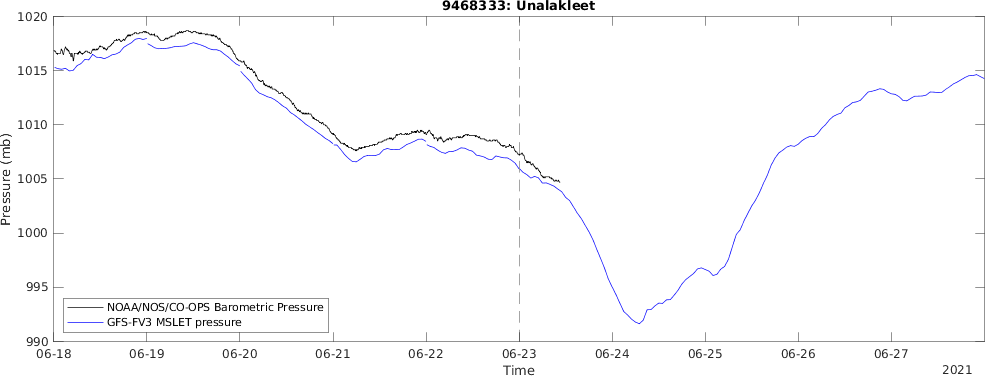 9468333: Unalakleet
1020
1015
1010
1005
1000
995
990
Pressure (mb)
NOAA/NOS/CO-OPS Barometric Pressure
GFS-FV3 MSLET pressure
06-18 06-19 06-20 06-21 06-22 06-23 06-24 06-25 06-26 06-27
Time
2021